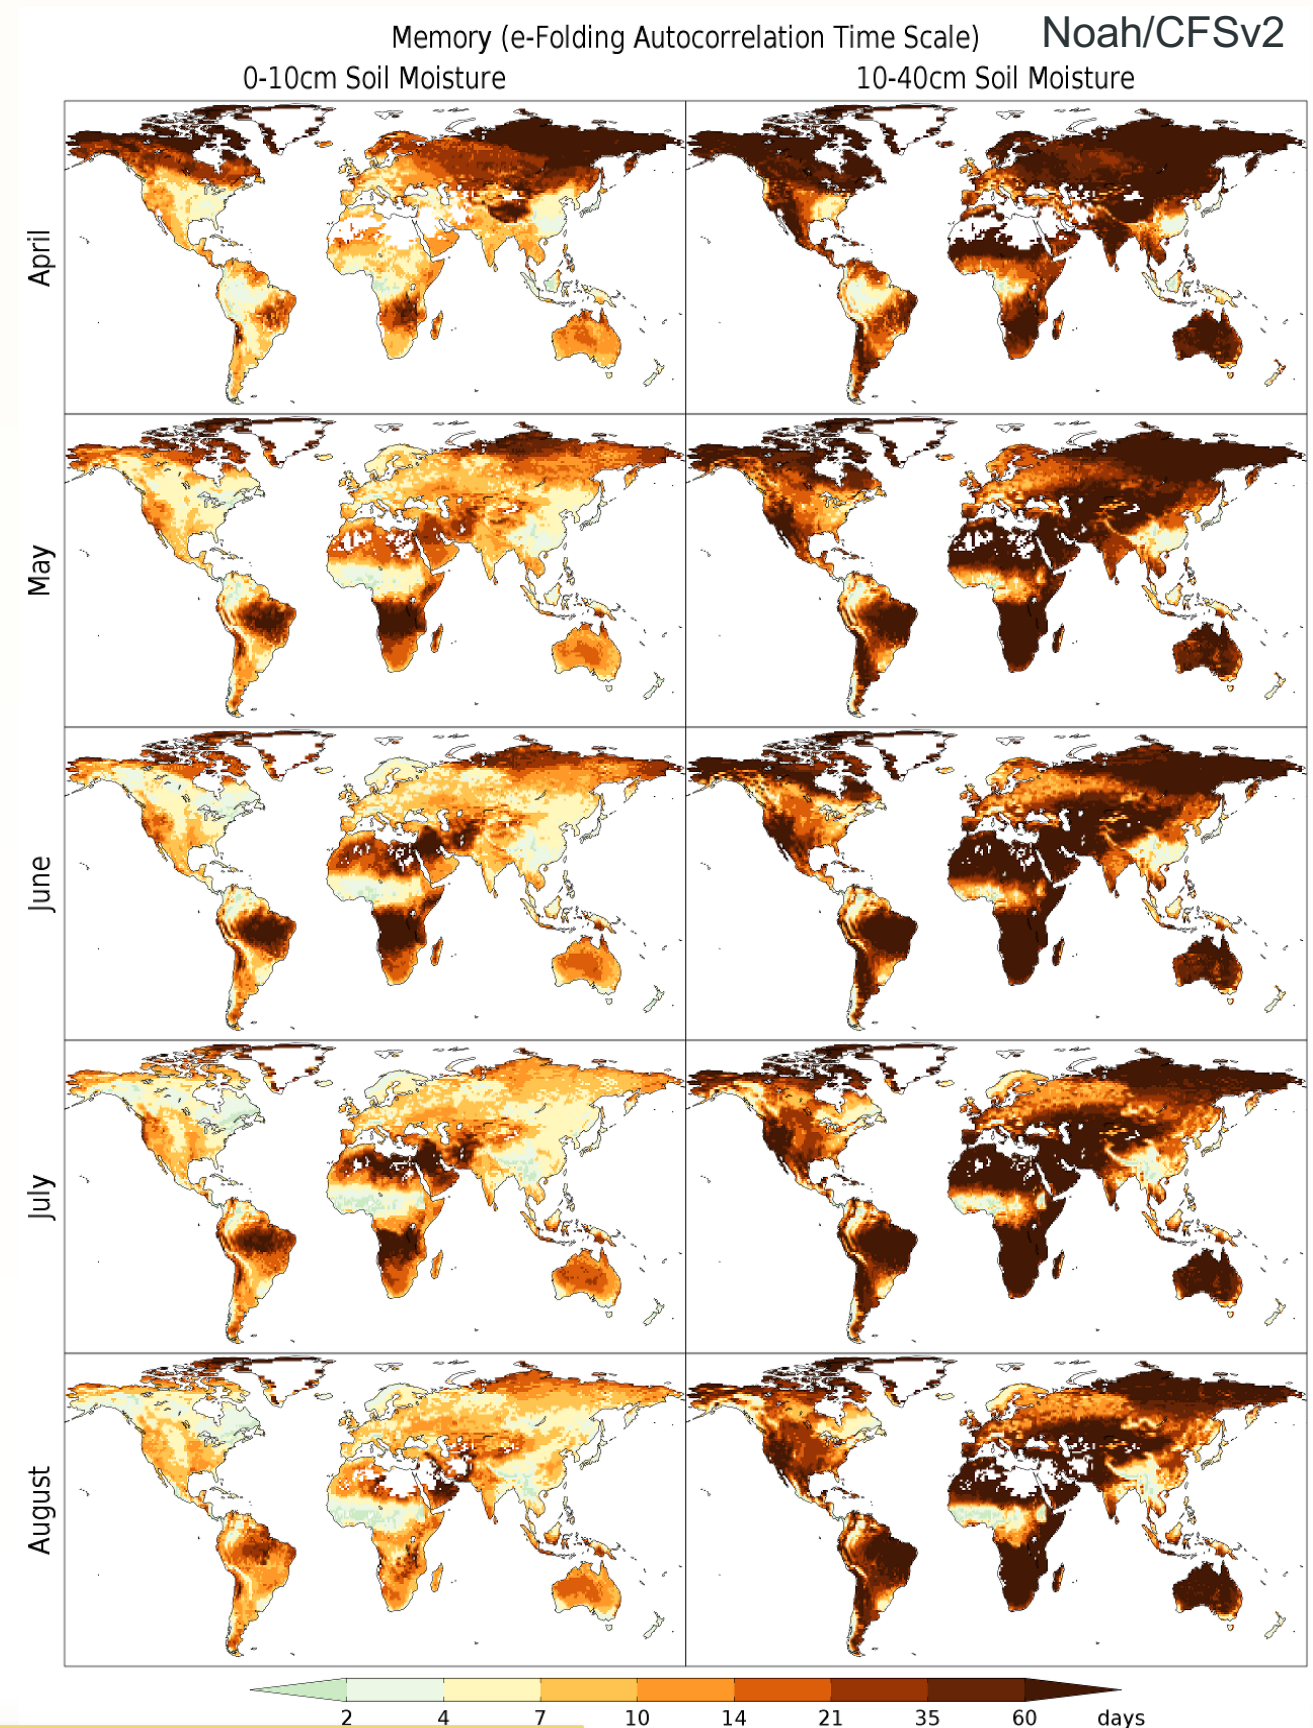 Memory (e-Folding Autocorrelation Time Scale)
Noah/CFSv2
0-10cm Soil Moisture
10-40cm Soil Moisture
April
May
June
July
August
2 4 7 10 14 21 35 60 days